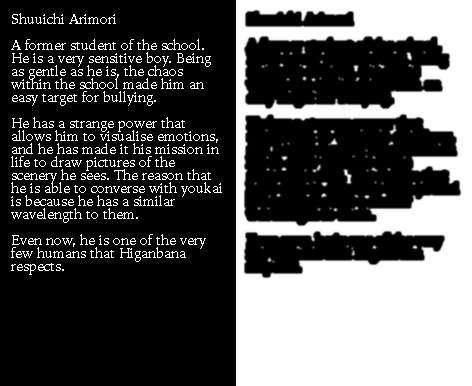 Shuuichi Arimori
A former student of the school.
He is a very sensitive boy. Being
as gentle as he is, the chaos
within the school made him an
easy target for bullying.
He has a strange power that
allows him to visualise emotions,
and he has made it his mission in
life to draw pictures of the
scenery he sees. The reason that
he is able to converse with youkai
is because he has a similar
wavelength to them.
Even now, he is one of the very
few humans that Higanbana
respects.